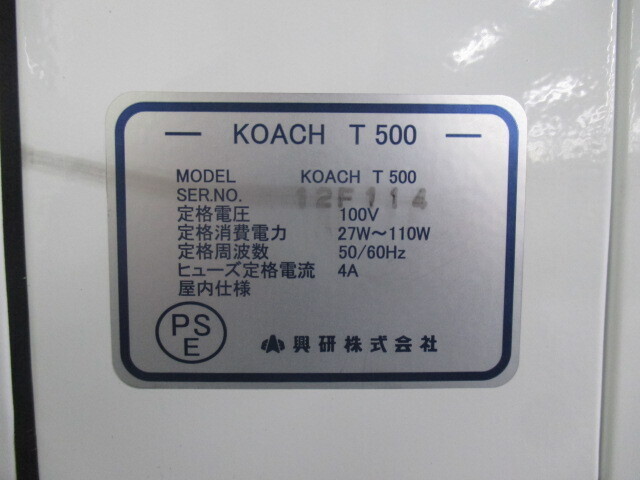 KOACH T 500
MODEL KOACH T 500
SER.NO. 12F114
定格電圧 100V
定格消費電力 27W～110W
定格周波数 50/60Hz
ヒューズ定格電流 4A
屋内仕様
PS
E
興研株式会社